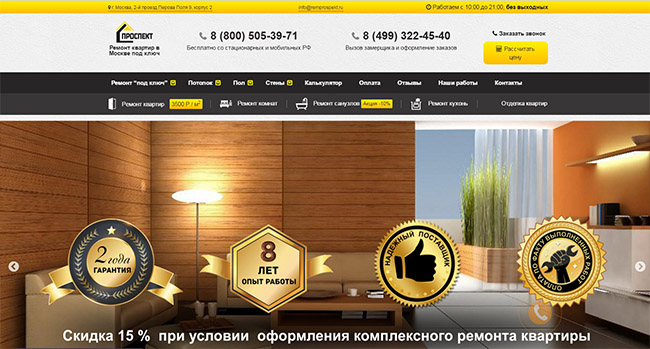 г. Москва, 2-й проезд Перова Поля 9, корпус 2
info@remprospekt.ru
Работаем с 10:00 до 21:00, без выходных
ПРОСПЕКТ
Ремонт квартир в
Москве под ключ
8 (800) 505-39-71
Бесплатно со стационарных и мобильных РФ
8 (499) 322-45-40
Вызов замерщика и оформление заказов
Заказать звонок
Рассчитать
цену
Ремонт "под ключ" Потолок Пол Стены Калькулятор Оплата Отзывы Наши работы Контакты
Ремонт квартир 3500 Р / м² Ремонт комнат Ремонт санузлов Акция -10% Ремонт кухонь Отделка квартир
2 года
ГАРАНТИЯ
8
ЛЕТ
ОПЫТ РАБОТЫ
НАДЕЖНЫЙ ПОСТАВЩИК
ОПЛАТА ПО ФАКТУ ВЫПОЛНЕННЫХ РАБОТ
Скидка 15 % при условии оформления комплексного ремонта квартиры